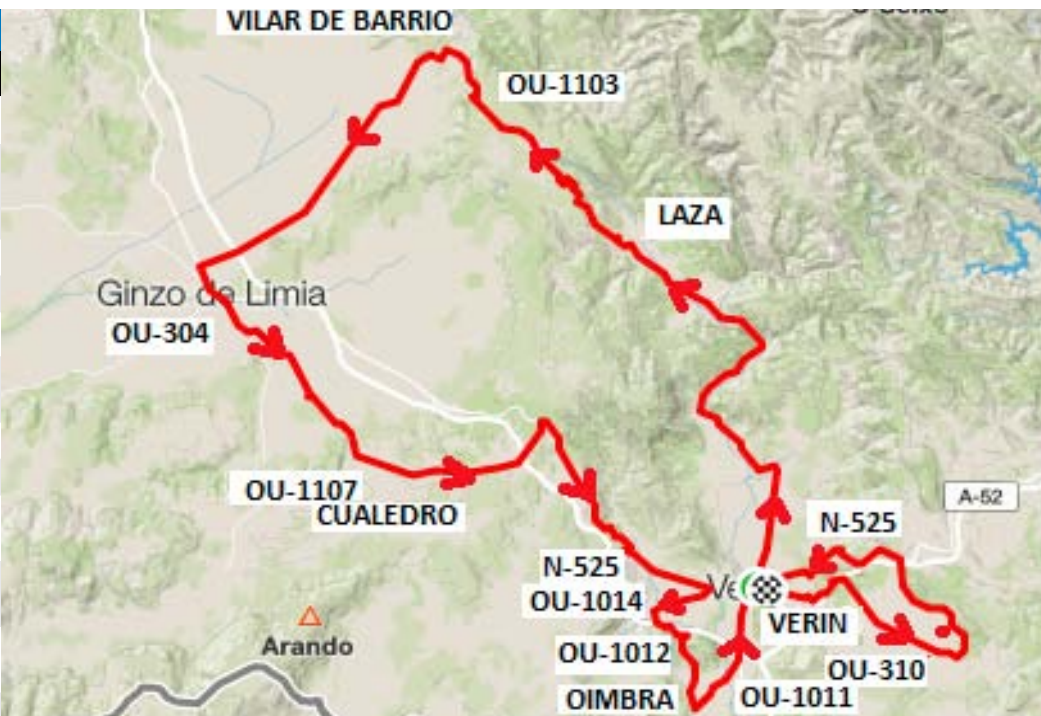 VILAR DE BARRIO
OU-1103
LAZA
Ginzo de Limia
OU-304
OU-1107
CUALEDRO
A-52
N-525
N-525
OU-1014
VERIN
Arando
OU-1012
OU-310
OIMBRA
OU-1011